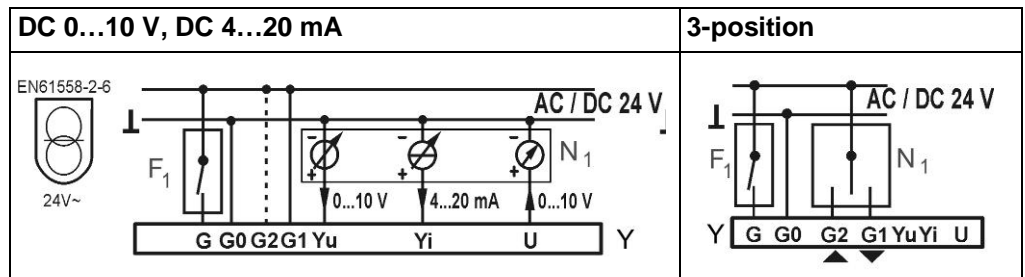 DC 0…10 V, DC 4…20 mA
3-position
EN61558-2-6
24V~
AC / DC 24 V
F1
N1
0...10 V
4...20 mA
0...10 V
G G0 G2 G1 Yu Yi U
Y
AC / DC 24 V
F1
N1
Y
G G0 G2 G1 Yu Yi U